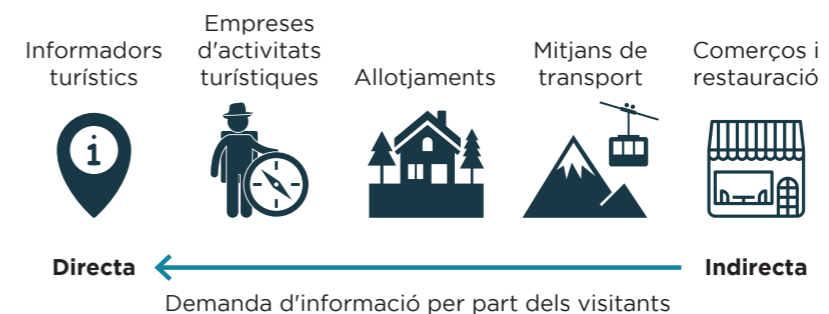 Informadors
turístics
Empreses
d'activitats
turístiques
Allotjaments
Mitjans de
transport
Comerços i
restauració
i
Directa
Indirecta
Demanda d'informació per part dels visitants